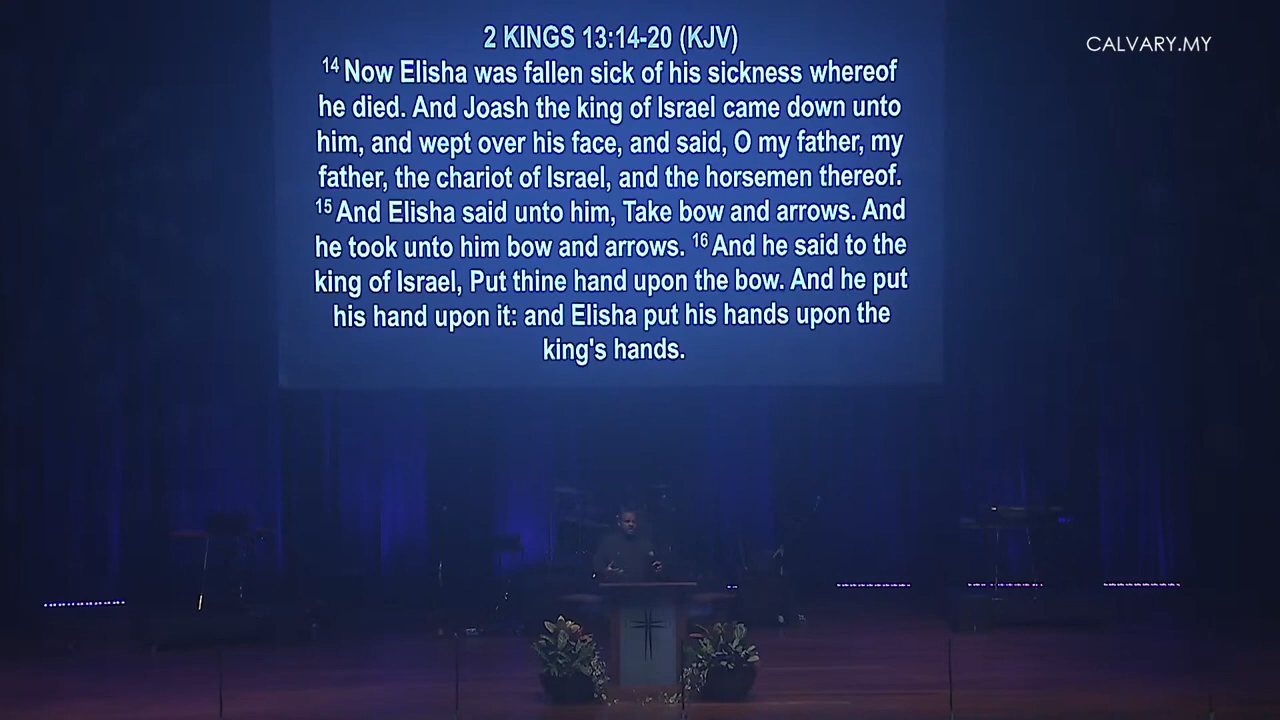 2 KINGS 13:14-20 (KJV)
CALVARY.MY
14 Now Elisha was fallen sick of his sickness whereof
he died. And Joash the king of Israel came down unto
him, and wept over his face, and said, O my father, my
father, the chariot of Israel, and the horsemen thereof.
15 And Elisha said unto him, Take bow and arrows. And
he took unto him bow and arrows. 16 And he said to the
king of Israel, Put thine hand upon the bow. And he put
his hand upon it: and Elisha put his hands upon the
king's hands.